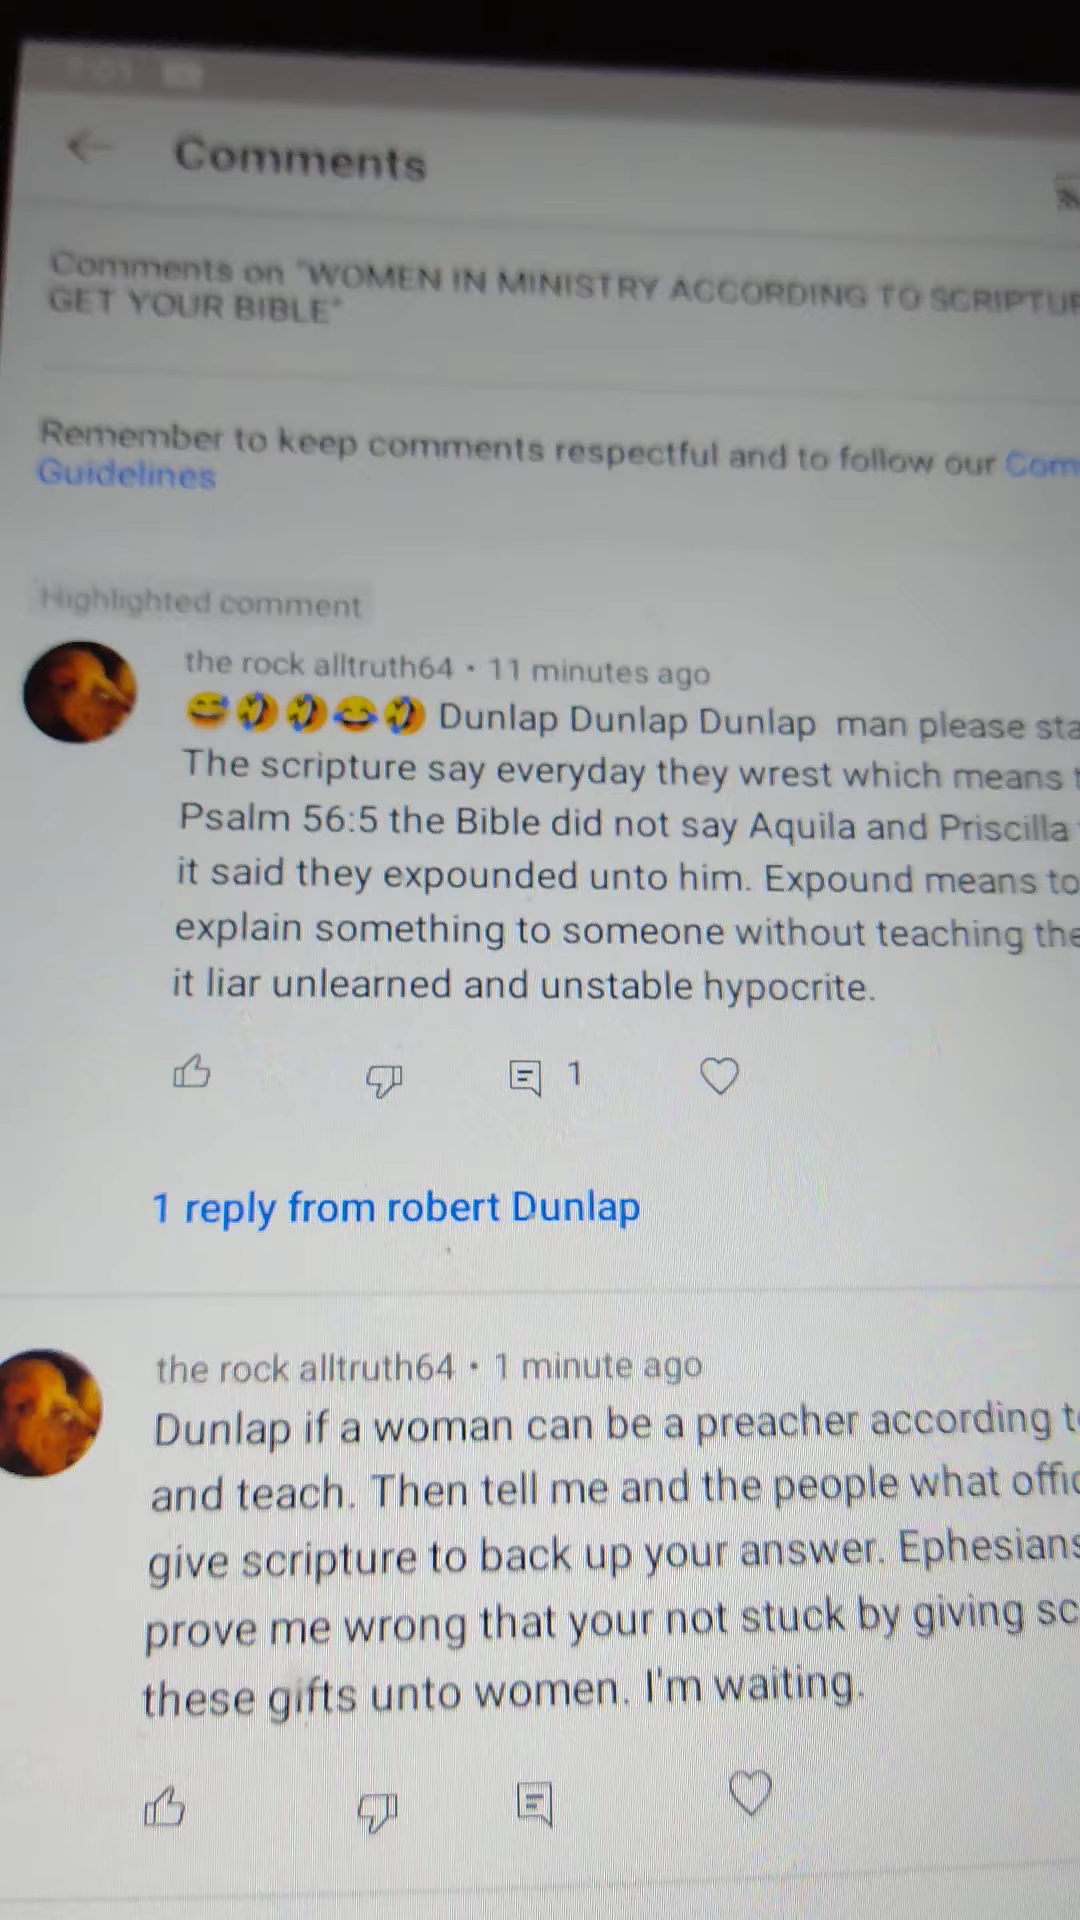 Comments
Comments on "WOMEN IN MINISTRY ACCORDING TO
GET YOUR BIBLE"
Remember to keep comments respectful and to follow our
Guidelines
Highlighted comment
the rock alltruth64 • 11 minutes ago
😅🤣🤣😂🤣 Dunlap Dunlap Dunlap man please
The scripture say everyday they wrest which means
Psalm 56:5 the Bible did not say Aquila and Priscilla
it said they expounded unto him. Expound means to
explain something to someone without teaching
it liar unlearned and unstable hypocrite.
1
1 reply from robert Dunlap
the rock alltruth64 • 1 minute ago
Dunlap if a woman can be a preacher according
and teach. Then tell me and the people what
give scripture to back up your answer. Ephesians
prove me wrong that your not stuck by giving
these gifts unto women. I'm waiting.